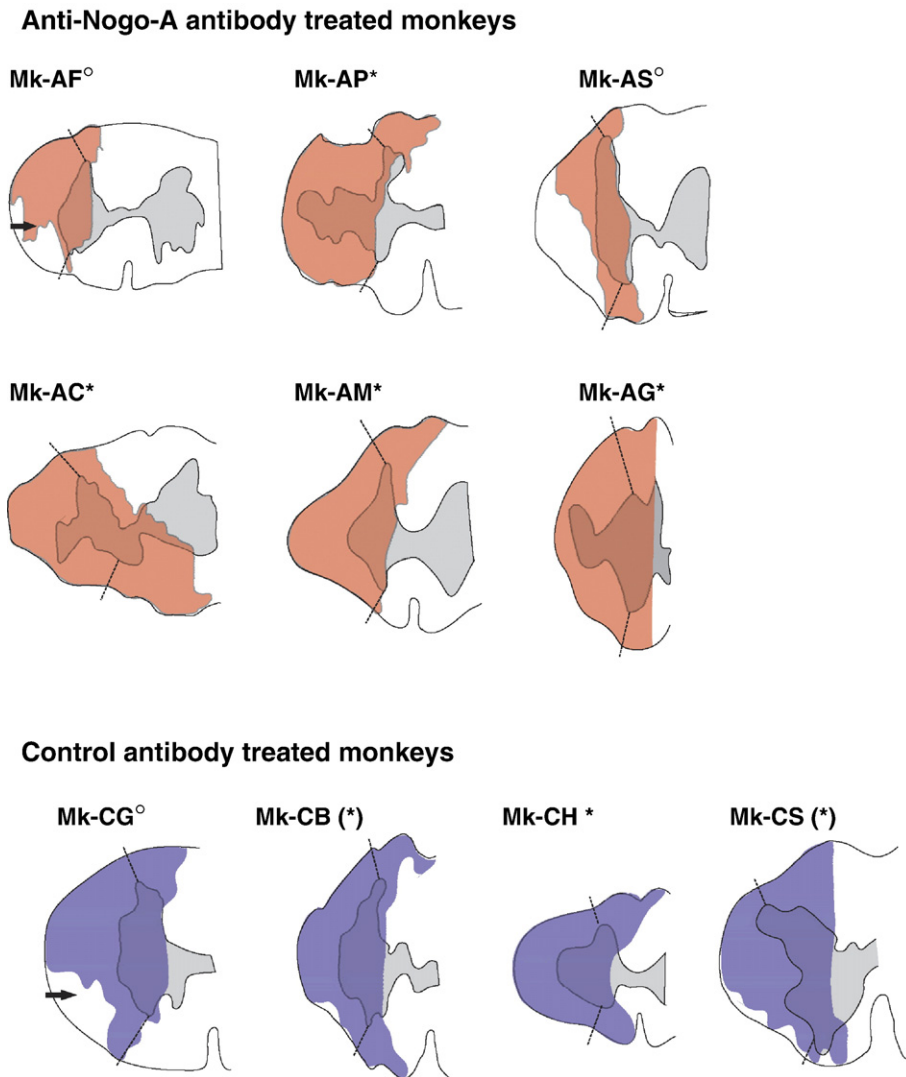 Anti-Nogo-A antibody treated monkeys
Mk-AF° Mk-AP* Mk-AS°
Mk-AC* Mk-AM* Mk-AG*
Control antibody treated monkeys
Mk-CG° Mk-CB (*) Mk-CH * Mk-CS (*)